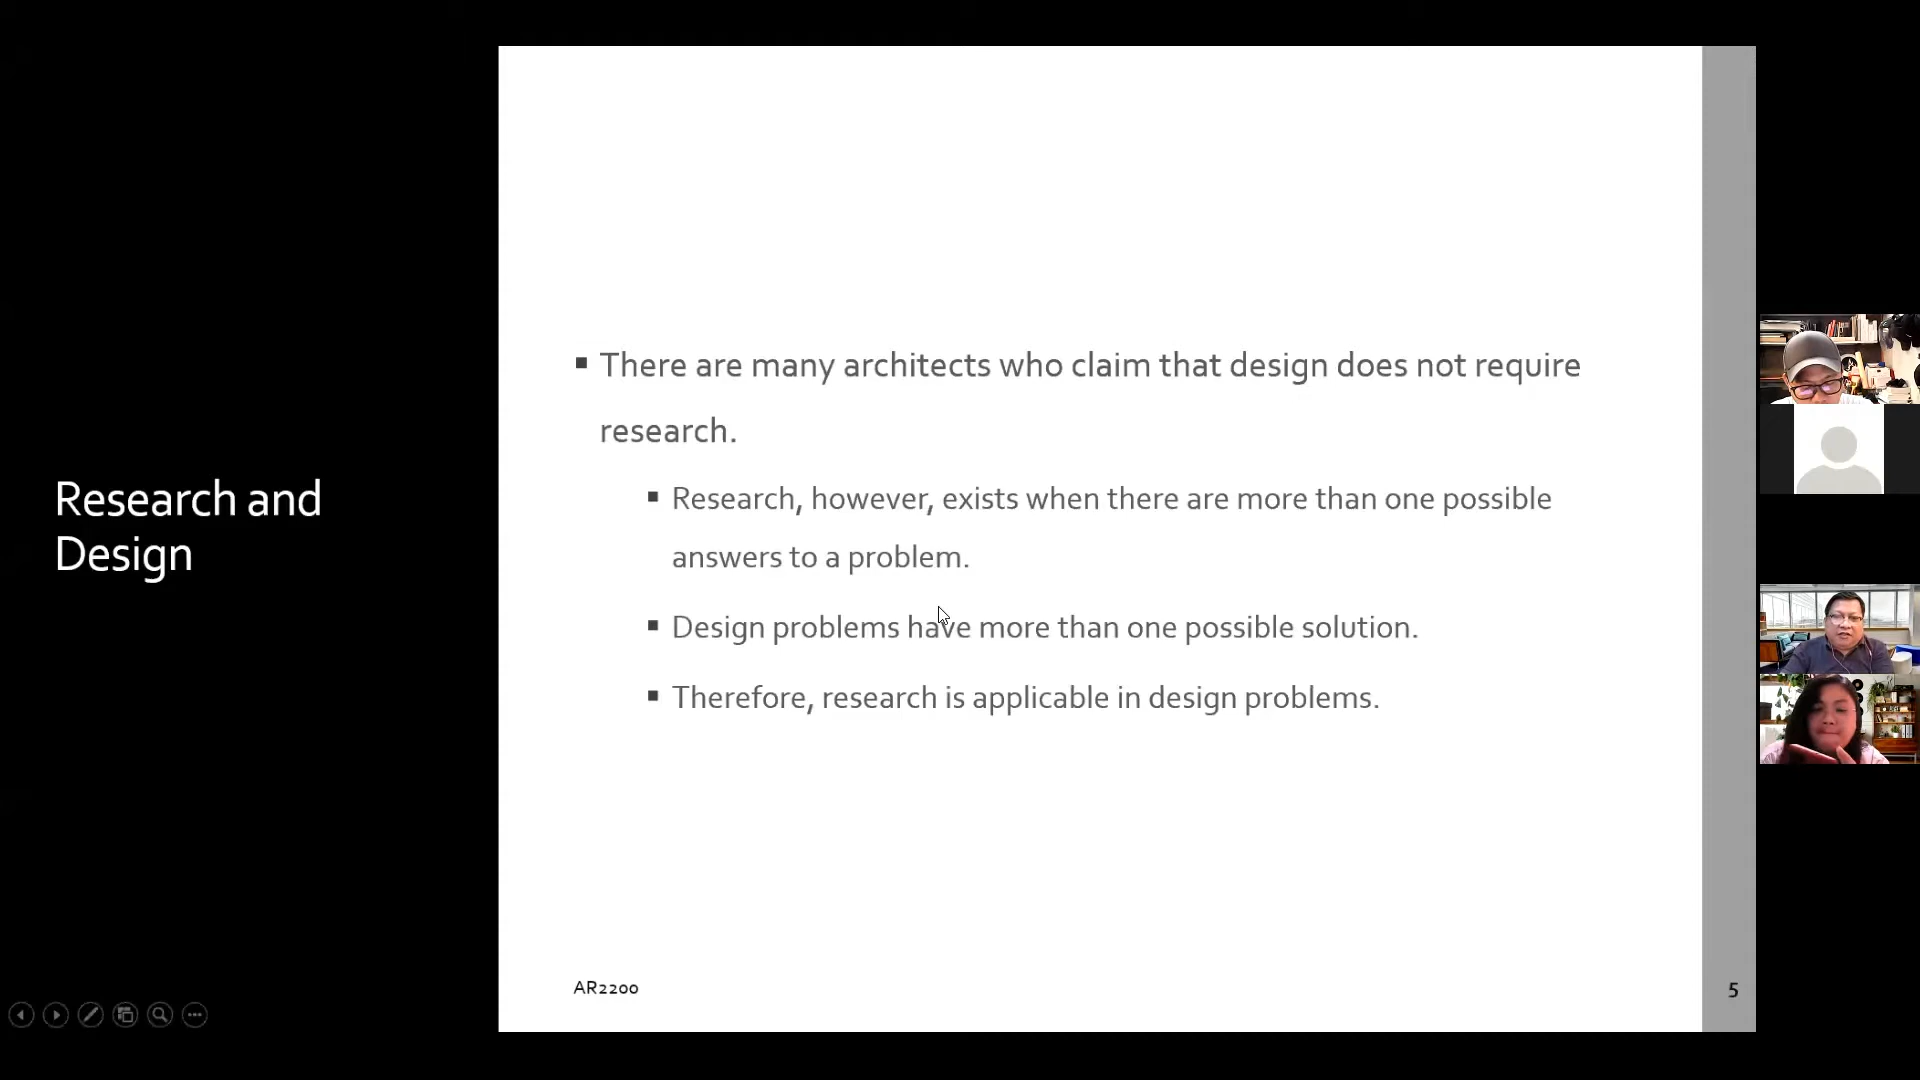 Research and
Design
▪ There are many architects who claim that design does not require
research.
▪ Research, however, exists when there are more than one possible
answers to a problem.
▪ Design problems have more than one possible solution.
▪ Therefore, research is applicable in design problems.
AR2200
5